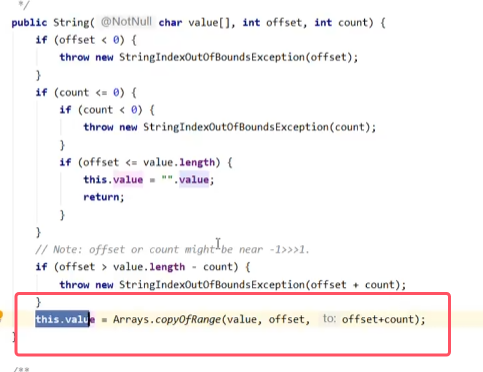 */
public String( @NotNull char value[], int offset, int count) {
if (offset < 0) {
throw new StringIndexOutOfBoundsException(offset);
}
if (count <= 0) {
if (count < 0) {
throw new StringIndexOutOfBoundsException(count);
}
if (offset <= value.length) {
this.value = "".value;
return;
}
}
// Note: offset or count might be near -1>>>1.
if (offset > value.length - count) {
throw new StringIndexOutOfBoundsException(offset + count);
}
this.value = Arrays.copyOfRange(value, offset, to: offset+count);
}
/**